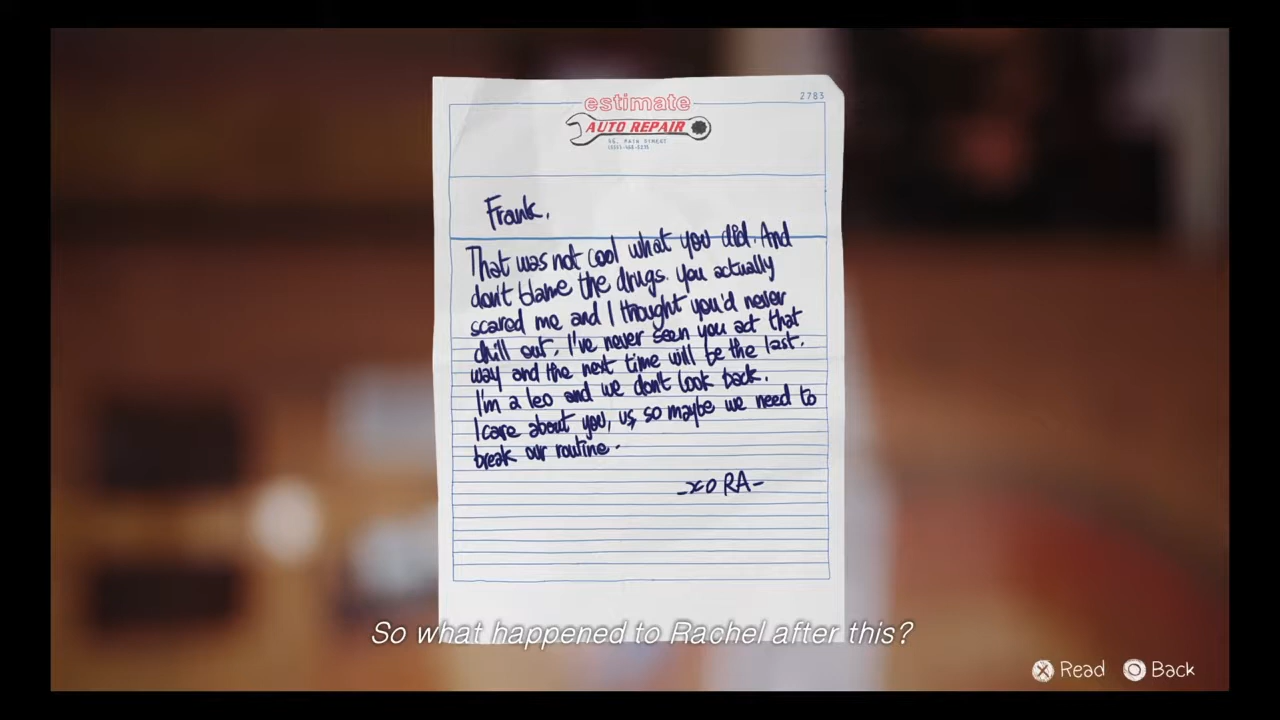 estimate
2783
AUTO REPAIR
Frank,
That was not cool what you did. And
don't blame the drugs. You actually
scared me and I thought you'd never
chill out. I've never seen you act that
way and the next time will be the last.
I'm a leo and we don't look back.
I care about you, us, so maybe we need to
break our routine.
-xo RA-
So what happened to Rachel after this?
Read
Back